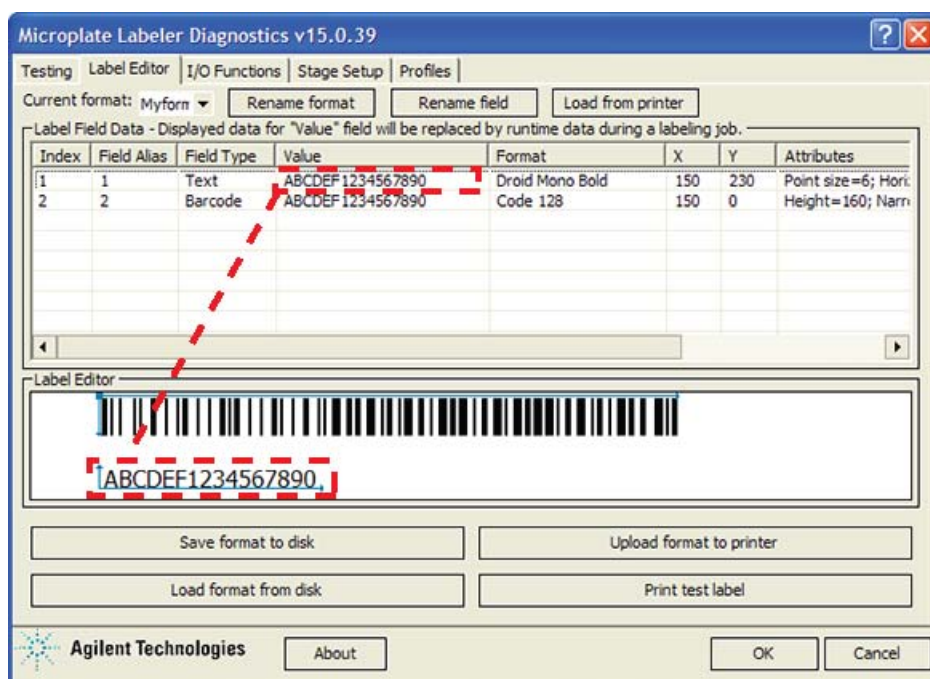 Microplate Labeler Diagnostics v15.0.39
Testing Label Editor I/O Functions Stage Setup Profiles
Current format: Myform Rename format Rename field Load from printer
Label Field Data - Displayed data for "Value" field will be replaced by runtime data during a labeling job.
Index Field Alias Field Type Value Format X Y Attributes
1 1 Text ABCDEF1234567890 Droid Mono Bold 150 230 Point size=6; Hori
2 2 Barcode ABCDEF1234567890 Code 128 150 0 Height=160; Narr
Label Editor
ABCDEF1234567890
Save format to disk Upload format to printer
Load format from disk Print test label
Agilent Technologies About OK Cancel